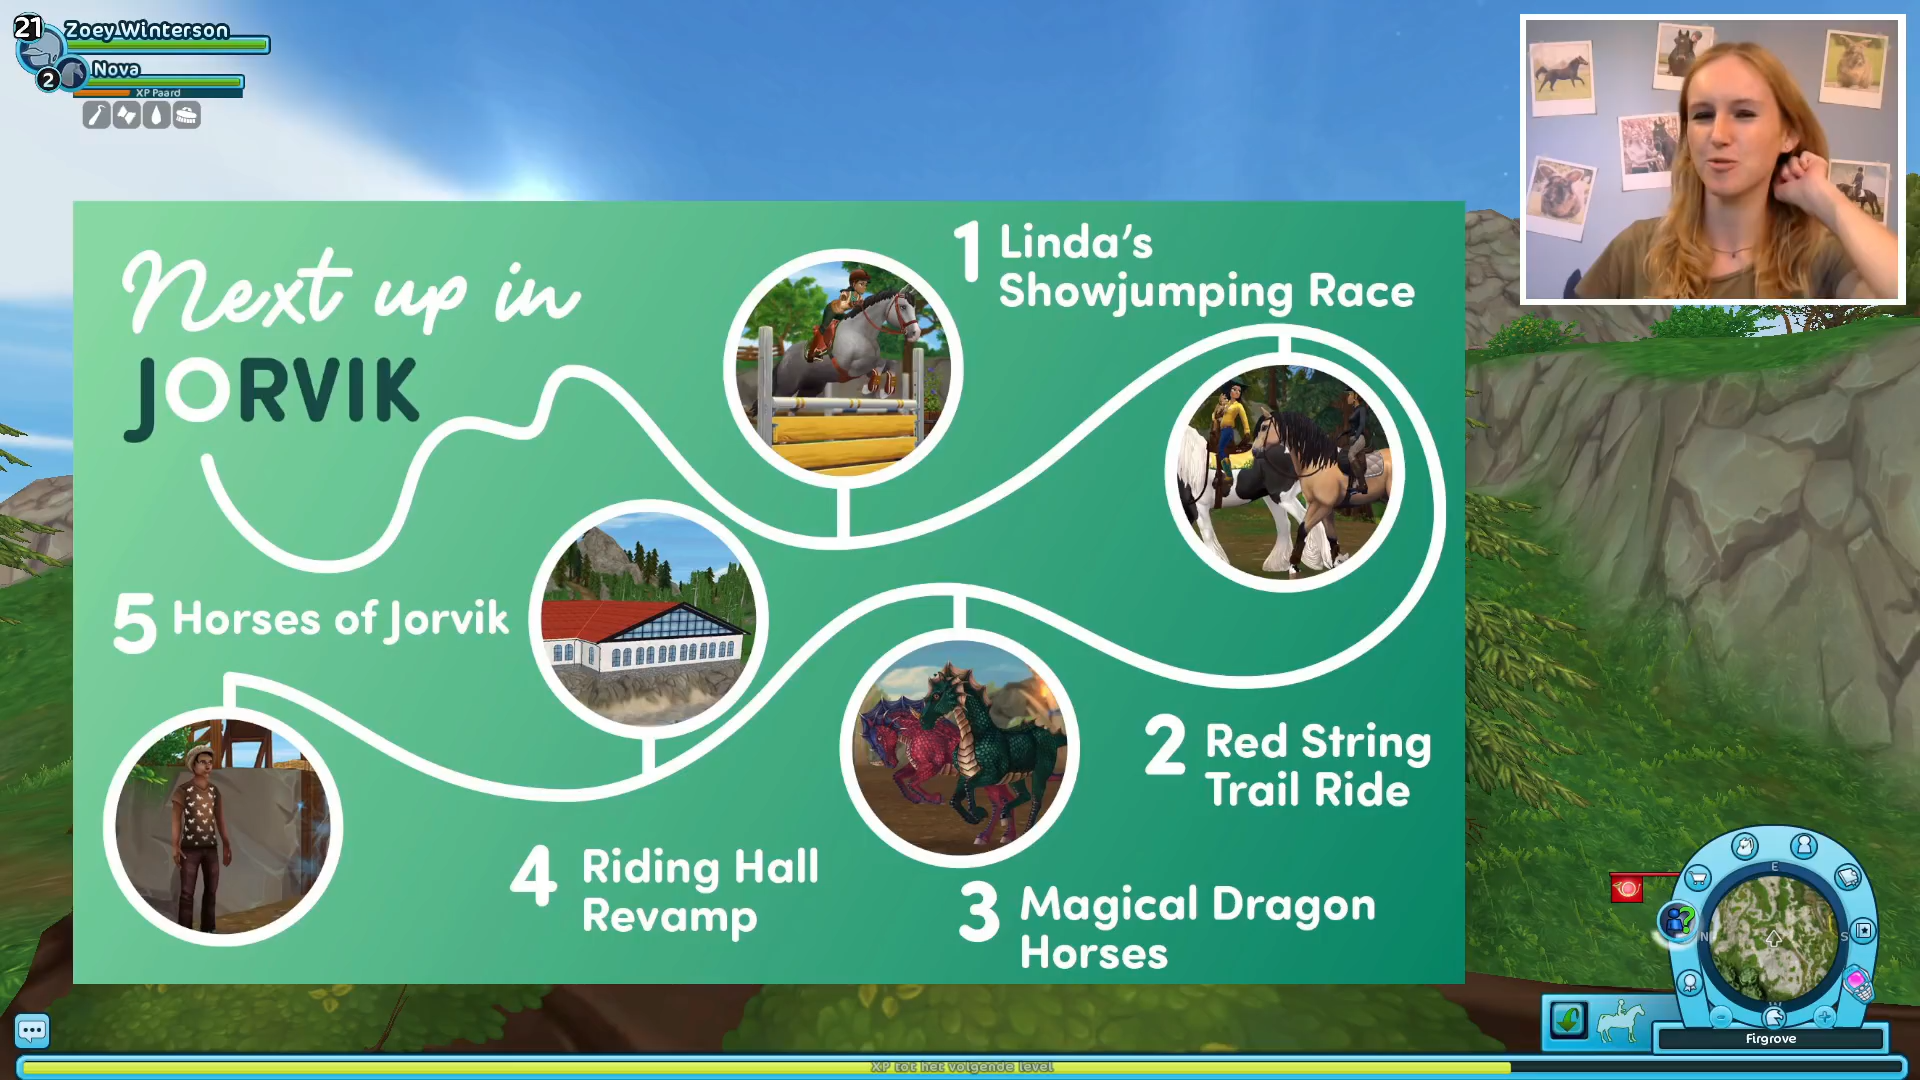 21 Zoey Winterson
2 Nova
XP Paard
Next up in
JORVIK
1 Linda's
Showjumping Race
2 Red String
Trail Ride
3 Magical Dragon
Horses
4 Riding Hall
Revamp
5 Horses of Jorvik
E
N
S
Firgrove
XP tot het volgende level